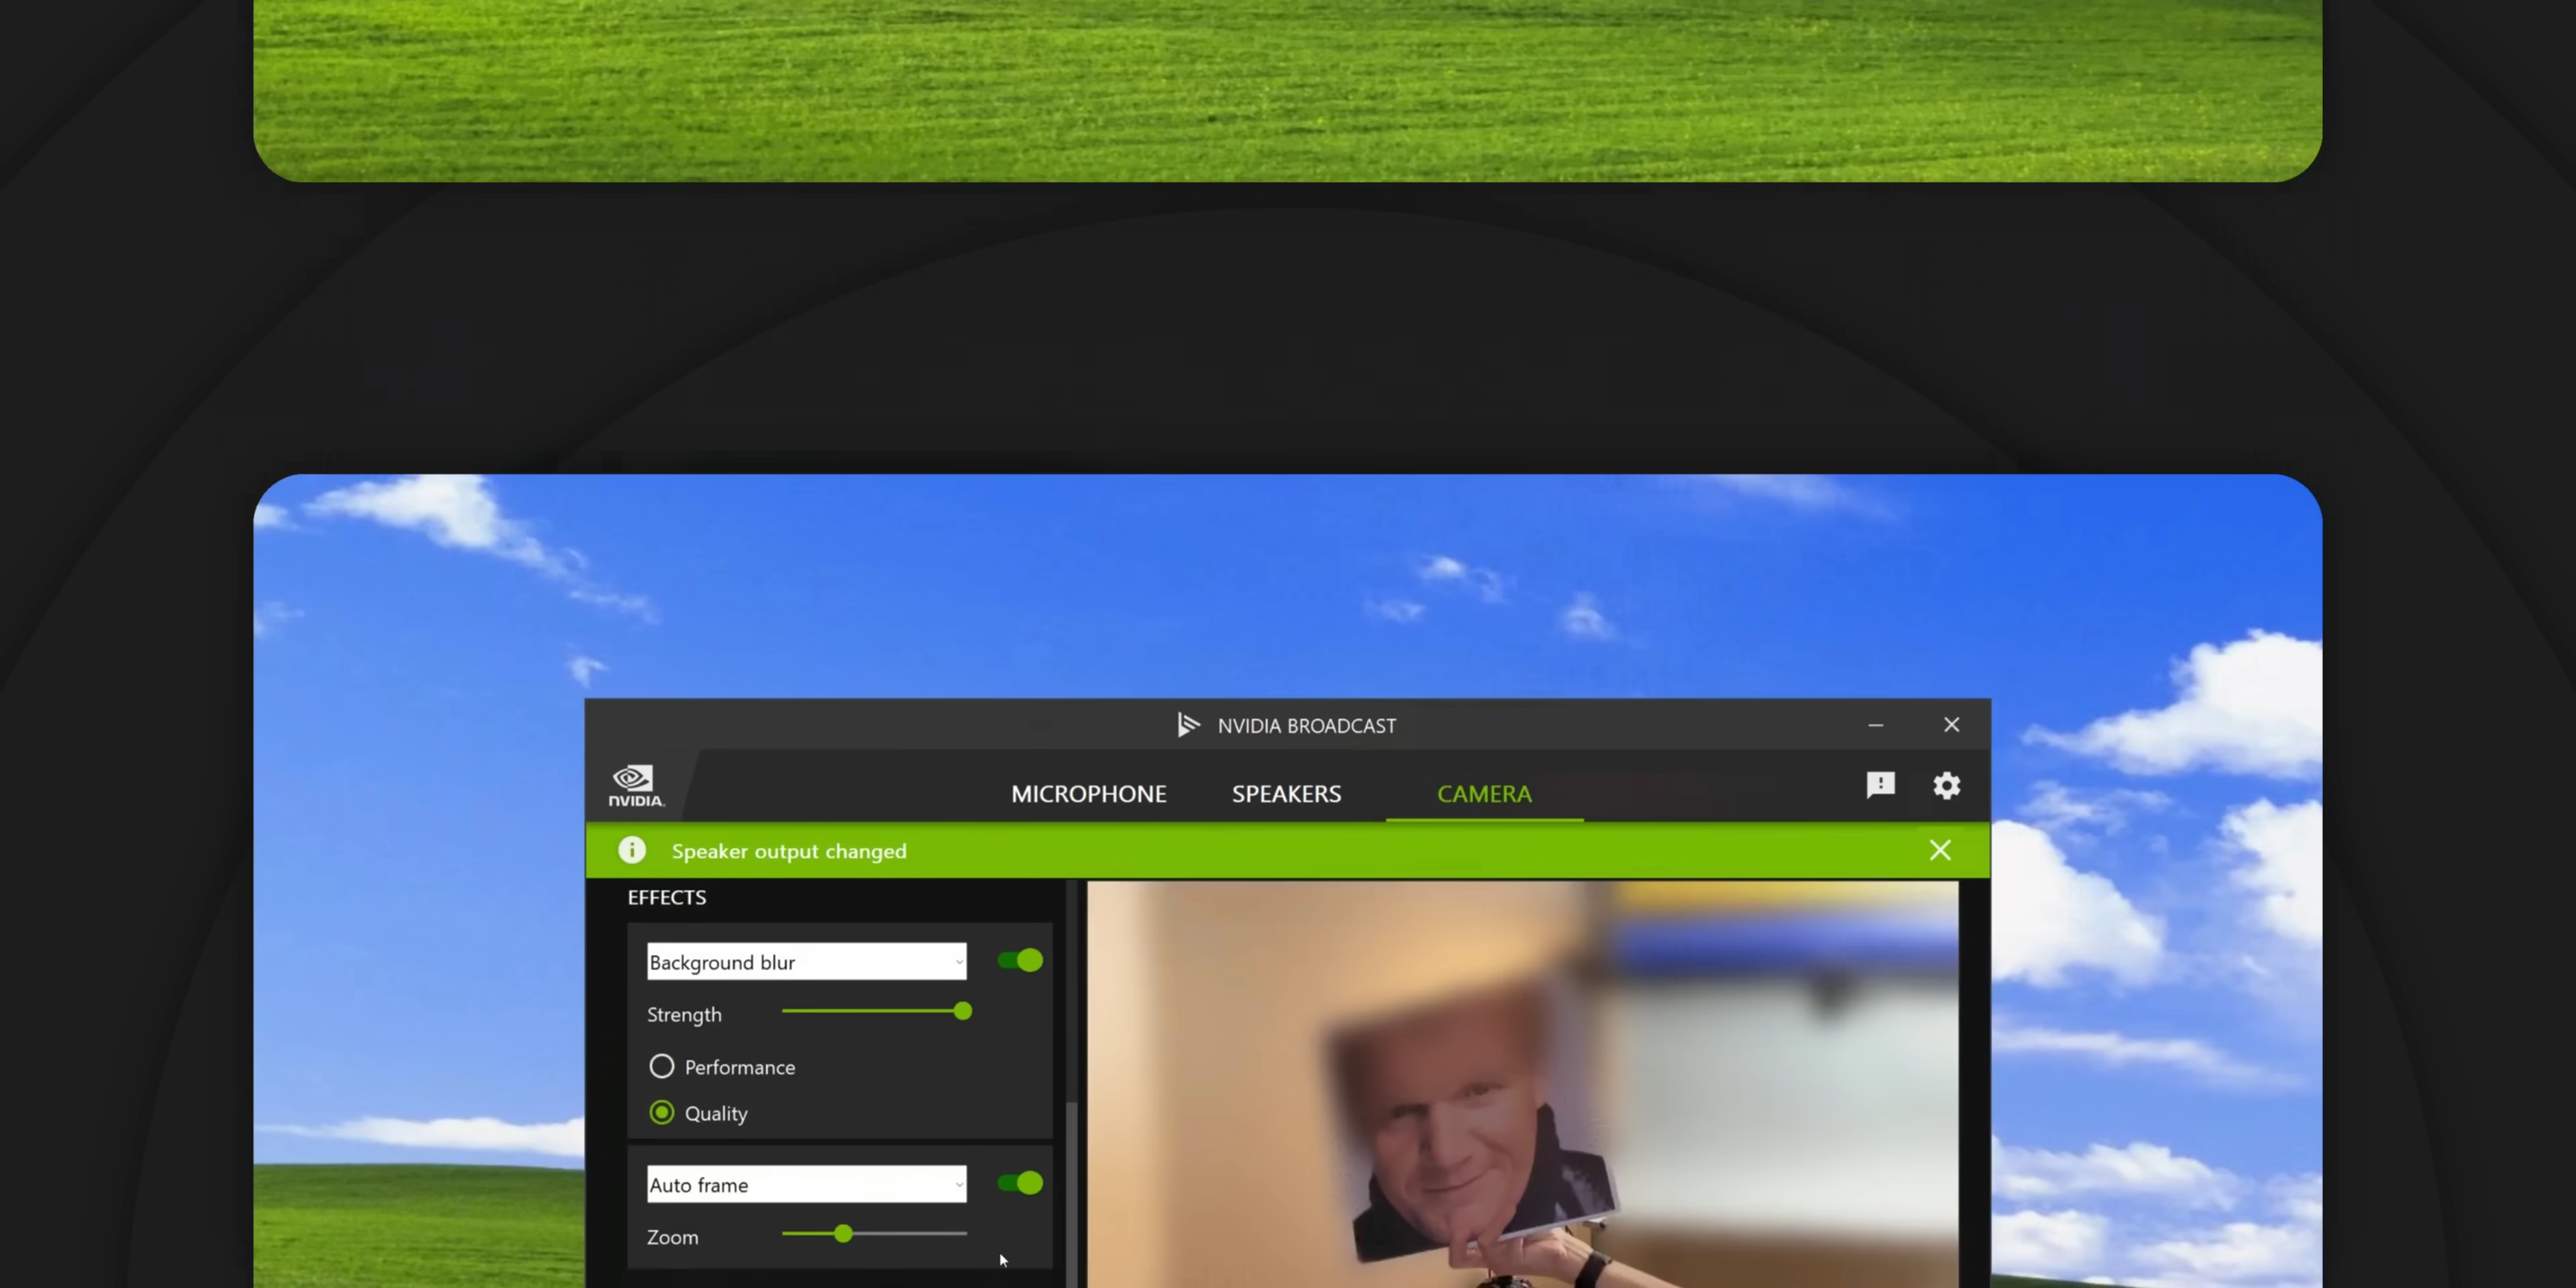 NVIDIA BROADCAST
NVIDIA.
MICROPHONE
SPEAKERS
CAMERA
Speaker output changed
EFFECTS
Background blur
Strength
Performance
Quality
Auto frame
Zoom